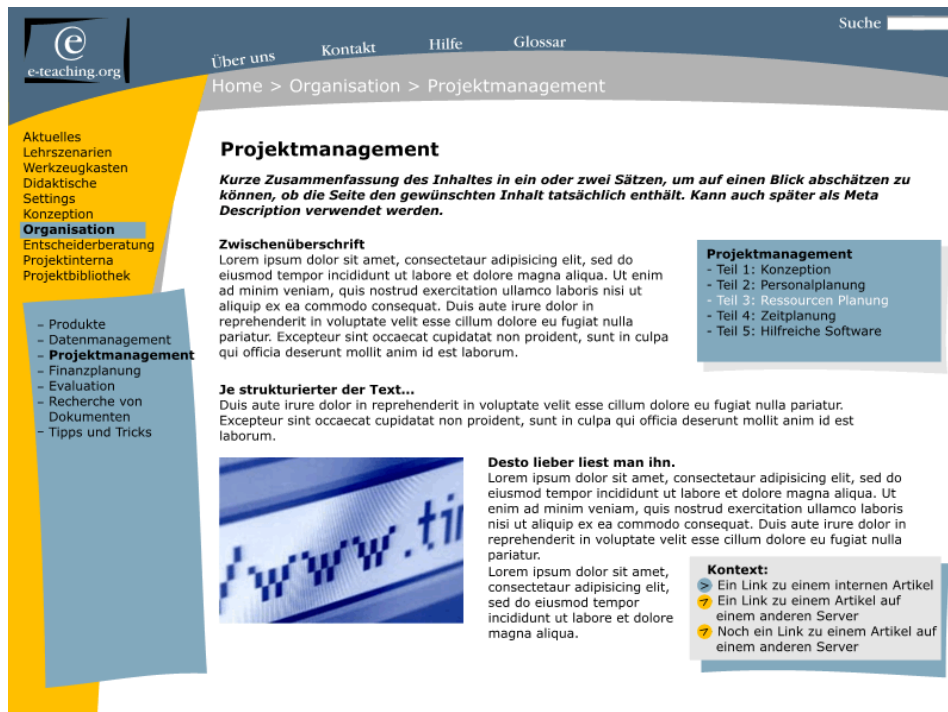 e
e-teaching.org
Über uns
Kontakt
Hilfe
Glossar
Suche
Home > Organisation > Projektmanagement
Aktuelles
Lehrszenarien
Werkzeugkasten
Didaktische
Settings
Konzeption
Organisation
Entscheiderberatung
Projektinterna
Projektbibliothek
– Produkte
– Datenmanagement
– Projektmanagement
– Finanzplanung
– Evaluation
– Recherche von
Dokumenten
– Tipps und Tricks
Projektmanagement
Kurze Zusammenfassung des Inhaltes in ein oder zwei Sätzen, um auf einen Blick abschätzen zu
können, ob die Seite den gewünschten Inhalt tatsächlich enthält. Kann auch später als Meta
Description verwendet werden.
Zwischenüberschrift
Lorem ipsum dolor sit amet, consectetaur adipisicing elit, sed do
eiusmod tempor incididunt ut labore et dolore magna aliqua. Ut enim
ad minim veniam, quis nostrud exercitation ullamco laboris nisi ut
aliquip ex ea commodo consequat. Duis aute irure dolor in
reprehenderit in voluptate velit esse cillum dolore eu fugiat nulla
pariatur. Excepteur sint occaecat cupidatat non proident, sunt in culpa
qui officia deserunt mollit anim id est laborum.
Projektmanagement
- Teil 1: Konzeption
- Teil 2: Personalplanung
- Teil 3: Ressourcen Planung
- Teil 4: Zeitplanung
- Teil 5: Hilfreiche Software
Je strukturierter der Text...
Duis aute irure dolor in reprehenderit in voluptate velit esse cillum dolore eu fugiat nulla pariatur.
Excepteur sint occaecat cupidatat non proident, sunt in culpa qui officia deserunt mollit anim id est
laborum.
/www.ti
Desto lieber liest man ihn.
Lorem ipsum dolor sit amet, consectetaur adipisicing elit, sed do
eiusmod tempor incididunt ut labore et dolore magna aliqua. Ut
enim ad minim veniam, quis nostrud exercitation ullamco laboris
nisi ut aliquip ex ea commodo consequat. Duis aute irure dolor in
reprehenderit in voluptate velit esse cillum dolore eu fugiat nulla
pariatur.
Lorem ipsum dolor sit amet,
consectetaur adipisicing elit,
sed do eiusmod tempor
incididunt ut labore et dolore
magna aliqua.
Kontext:
Ein Link zu einem internen Artikel
Ein Link zu einem Artikel auf
einem anderen Server
Noch ein Link zu einem Artikel auf
einem anderen Server